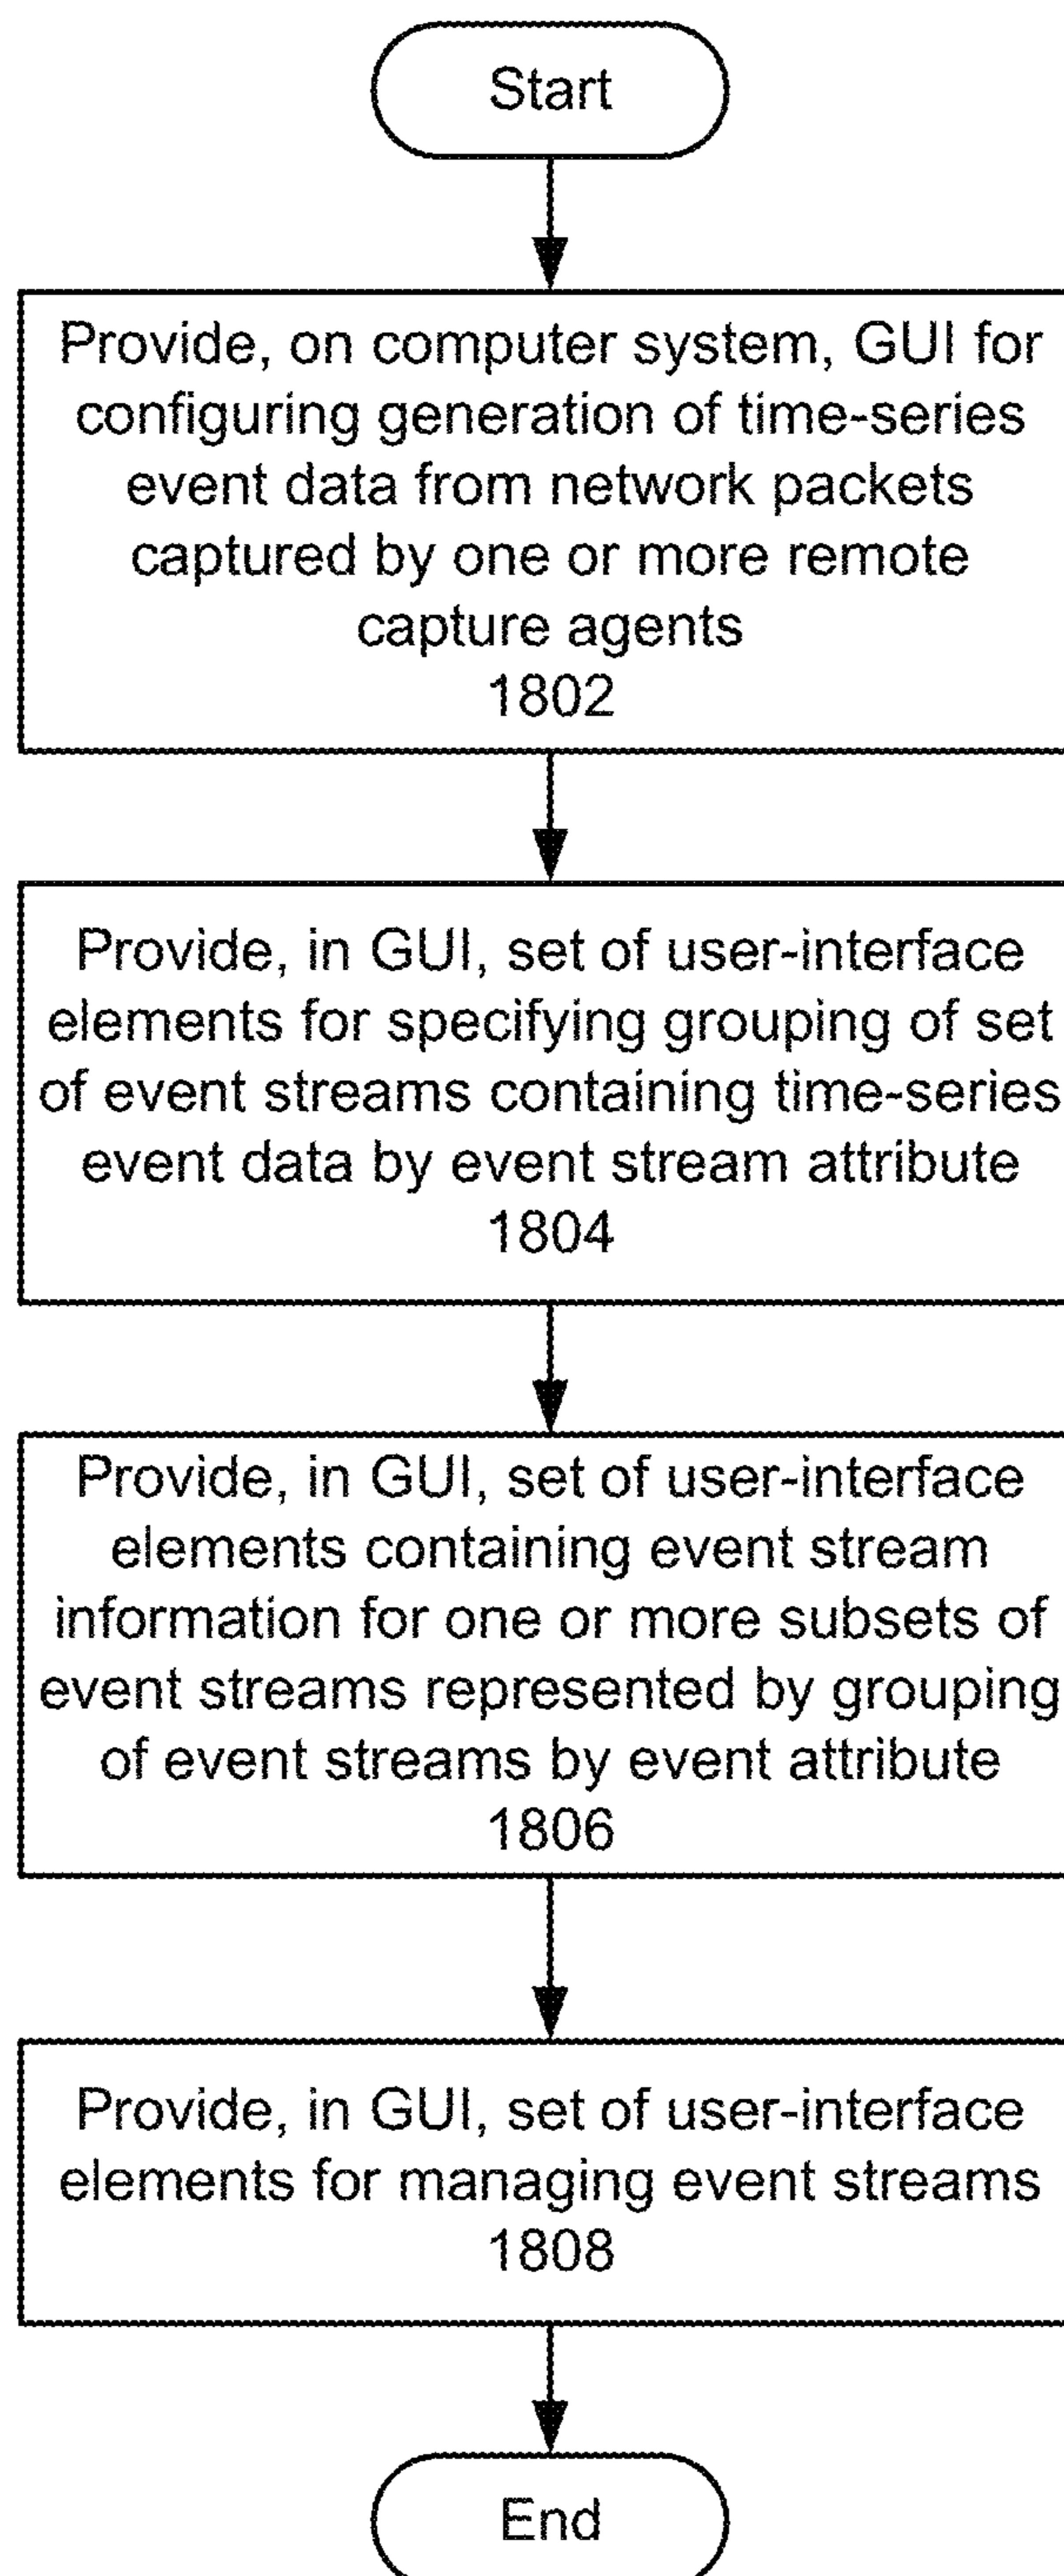 Start
Provide, on computer system, GUI for
configuring generation of time-series
event data from network packets
captured by one or more remote
capture agents
1802
Provide, in GUI, set of user-interface
elements for specifying grouping of set
of event streams containing time-series
event data by event stream attribute
1804
Provide, in GUI, set of user-interface
elements containing event stream
information for one or more subsets of
event streams represented by grouping
of event streams by event attribute
1806
Provide, in GUI, set of user-interface
elements for managing event streams
1808
End